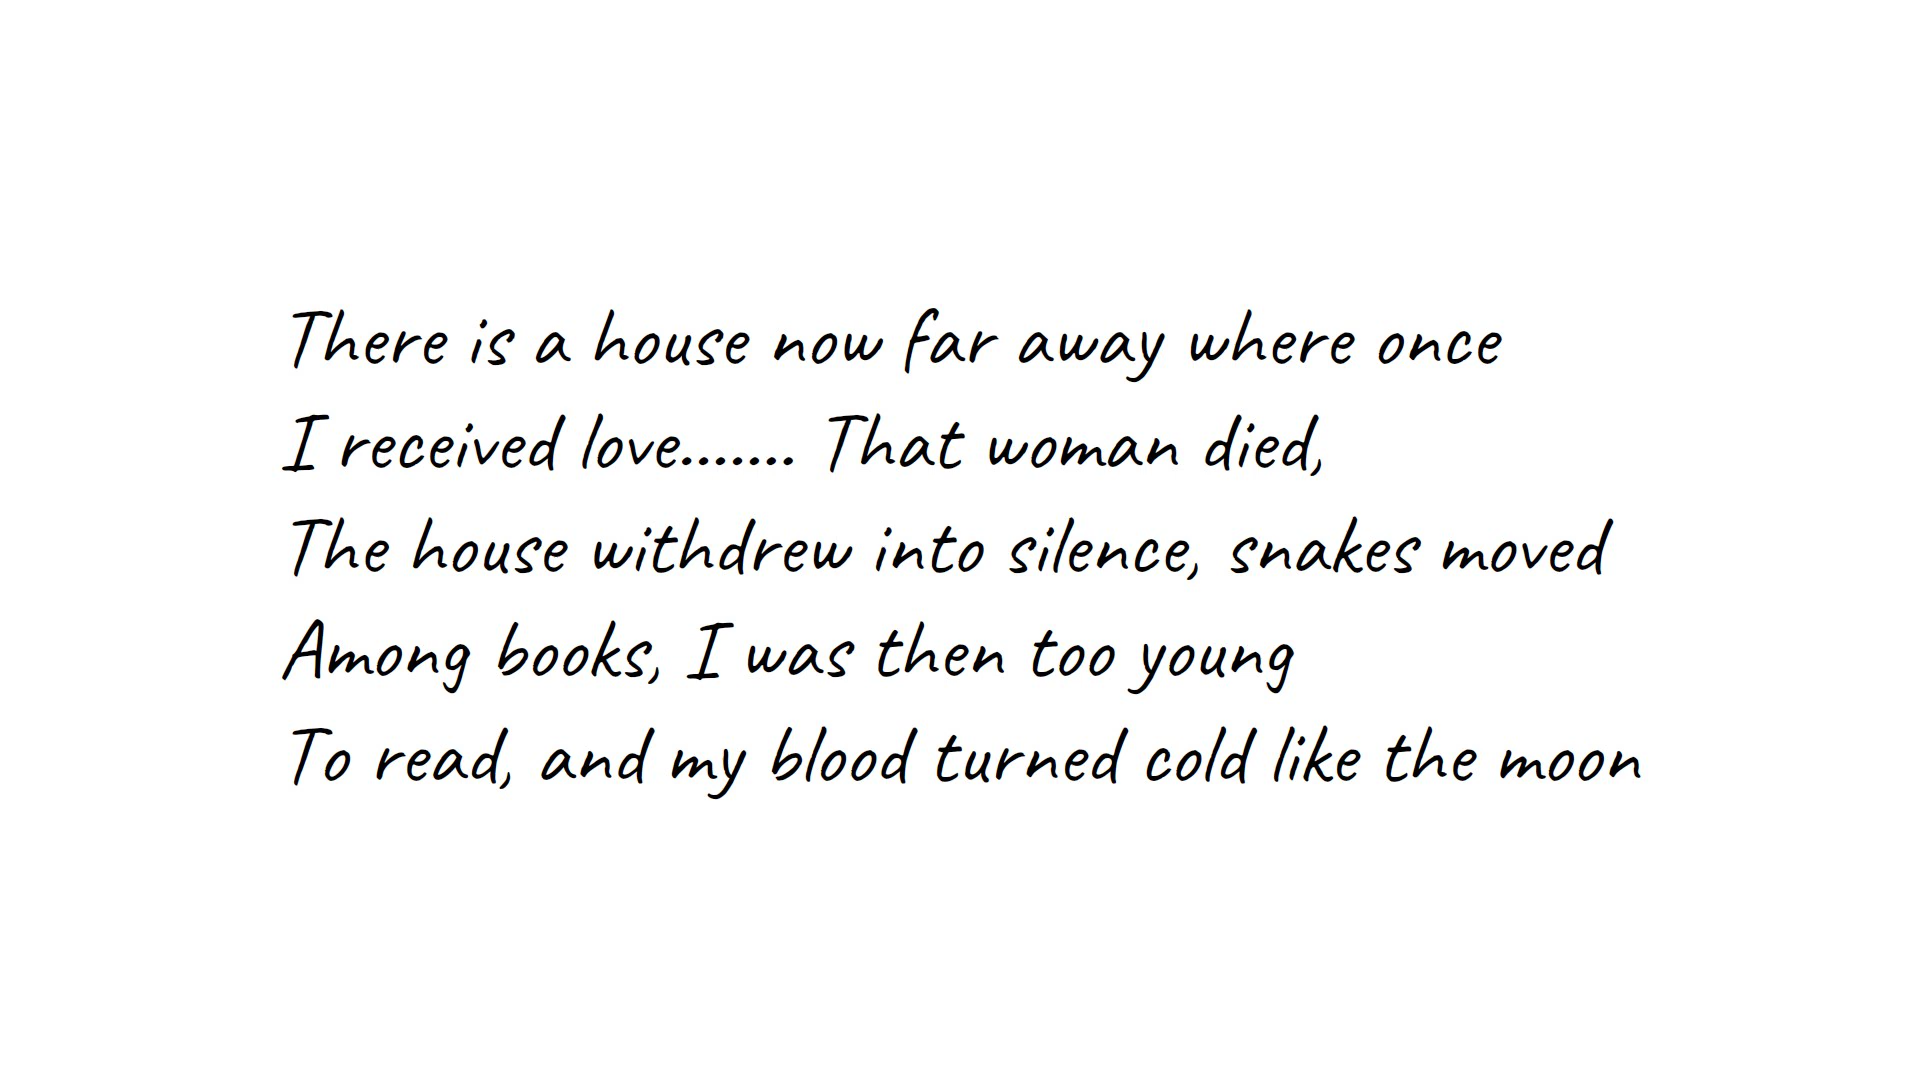 There is a house now far away where once
I received love....... That woman died,
The house withdrew into silence, snakes moved
Among books, I was then too young
To read, and my blood turned cold like the moon